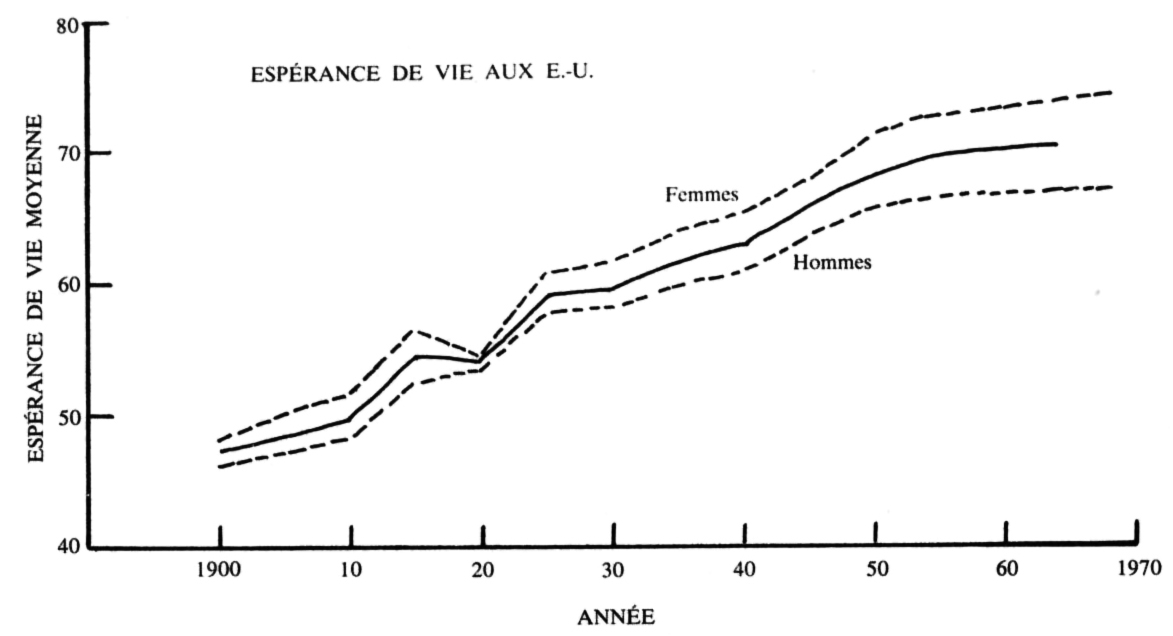 80
ESPÉRANCE DE VIE AUX E.-U.
70
Femmes
60
Hommes
50
40
1900 10 20 30 40 50 60 1970
ANNÉE
ESPÉRANCE DE VIE MOYENNE